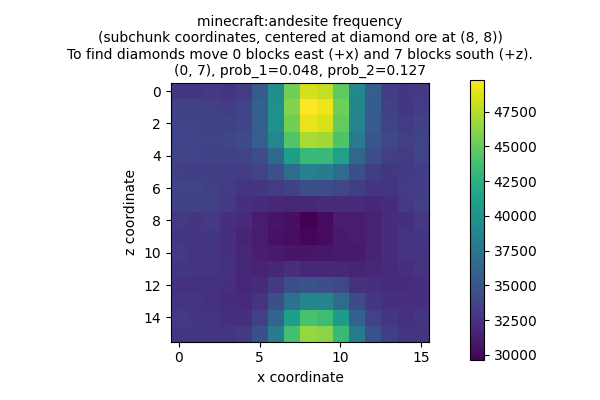 minecraft:andesite frequency
(subchunk coordinates, centered at diamond ore at (8, 8))
To find diamonds move 0 blocks east (+x) and 7 blocks south (+z).
(0, 7), prob_1=0.048, prob_2=0.127
0
2
4
6
8
10
12
14
z coordinate
0 5 10 15
x coordinate
47500
45000
42500
40000
37500
35000
32500
30000